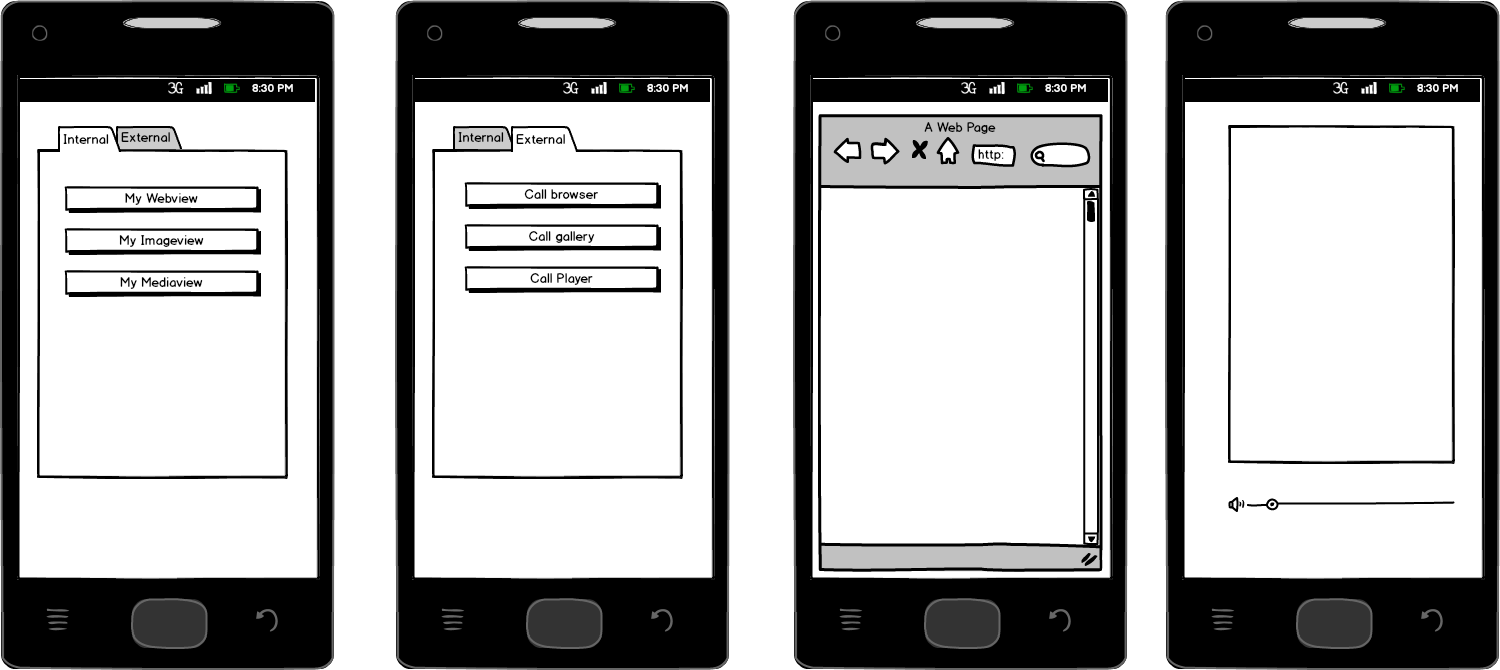 3G 8:30 PM
Internal External
My Webview
My Imageview
My Mediaview
3G 8:30 PM
Internal External
Call browser
Call gallery
Call Player
3G 8:30 PM
A Web Page
http:
3G 8:30 PM